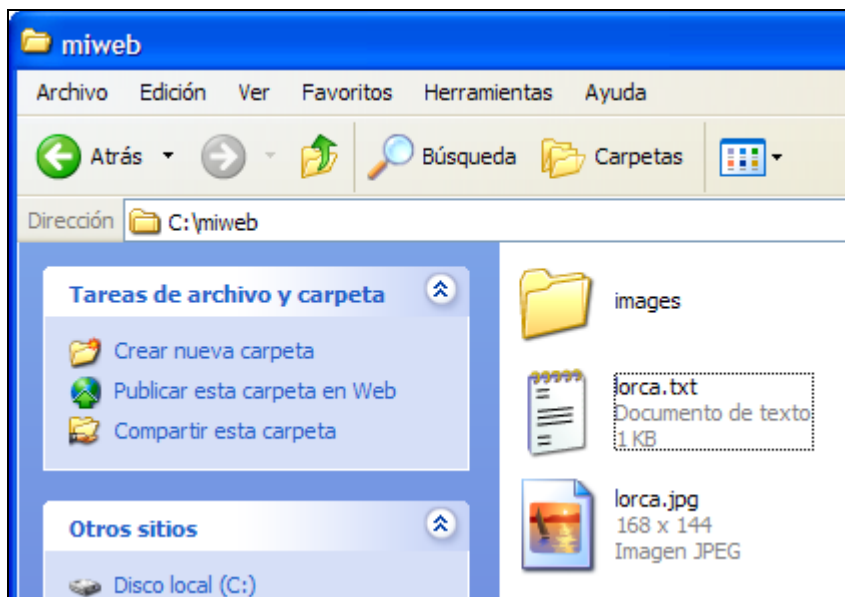 miweb
Archivo Edición Ver Favoritos Herramientas Ayuda
Atrás Búsqueda Carpetas
Dirección C:\miweb
Tareas de archivo y carpeta
Crear nueva carpeta
Publicar esta carpeta en Web
Compartir esta carpeta
Otros sitios
Disco local (C:)
images
lorca.txt
Documento de texto
1 KB
lorca.jpg
168 x 144
Imagen JPEG